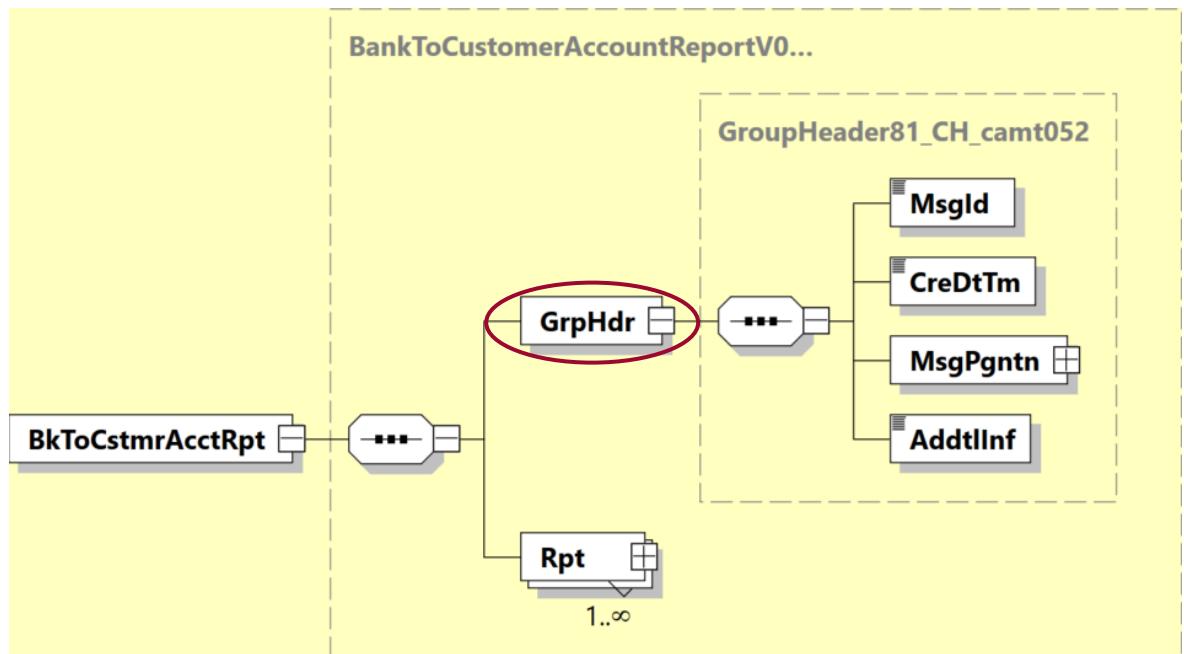 BankToCustomerAccountReportV0...
GroupHeader81_CH_camt052
MsgId
CreDtTm
GrpHdr
MsgPgntn
BkToCstmrAcctRpt
AddtlInf
Rpt
1..∞